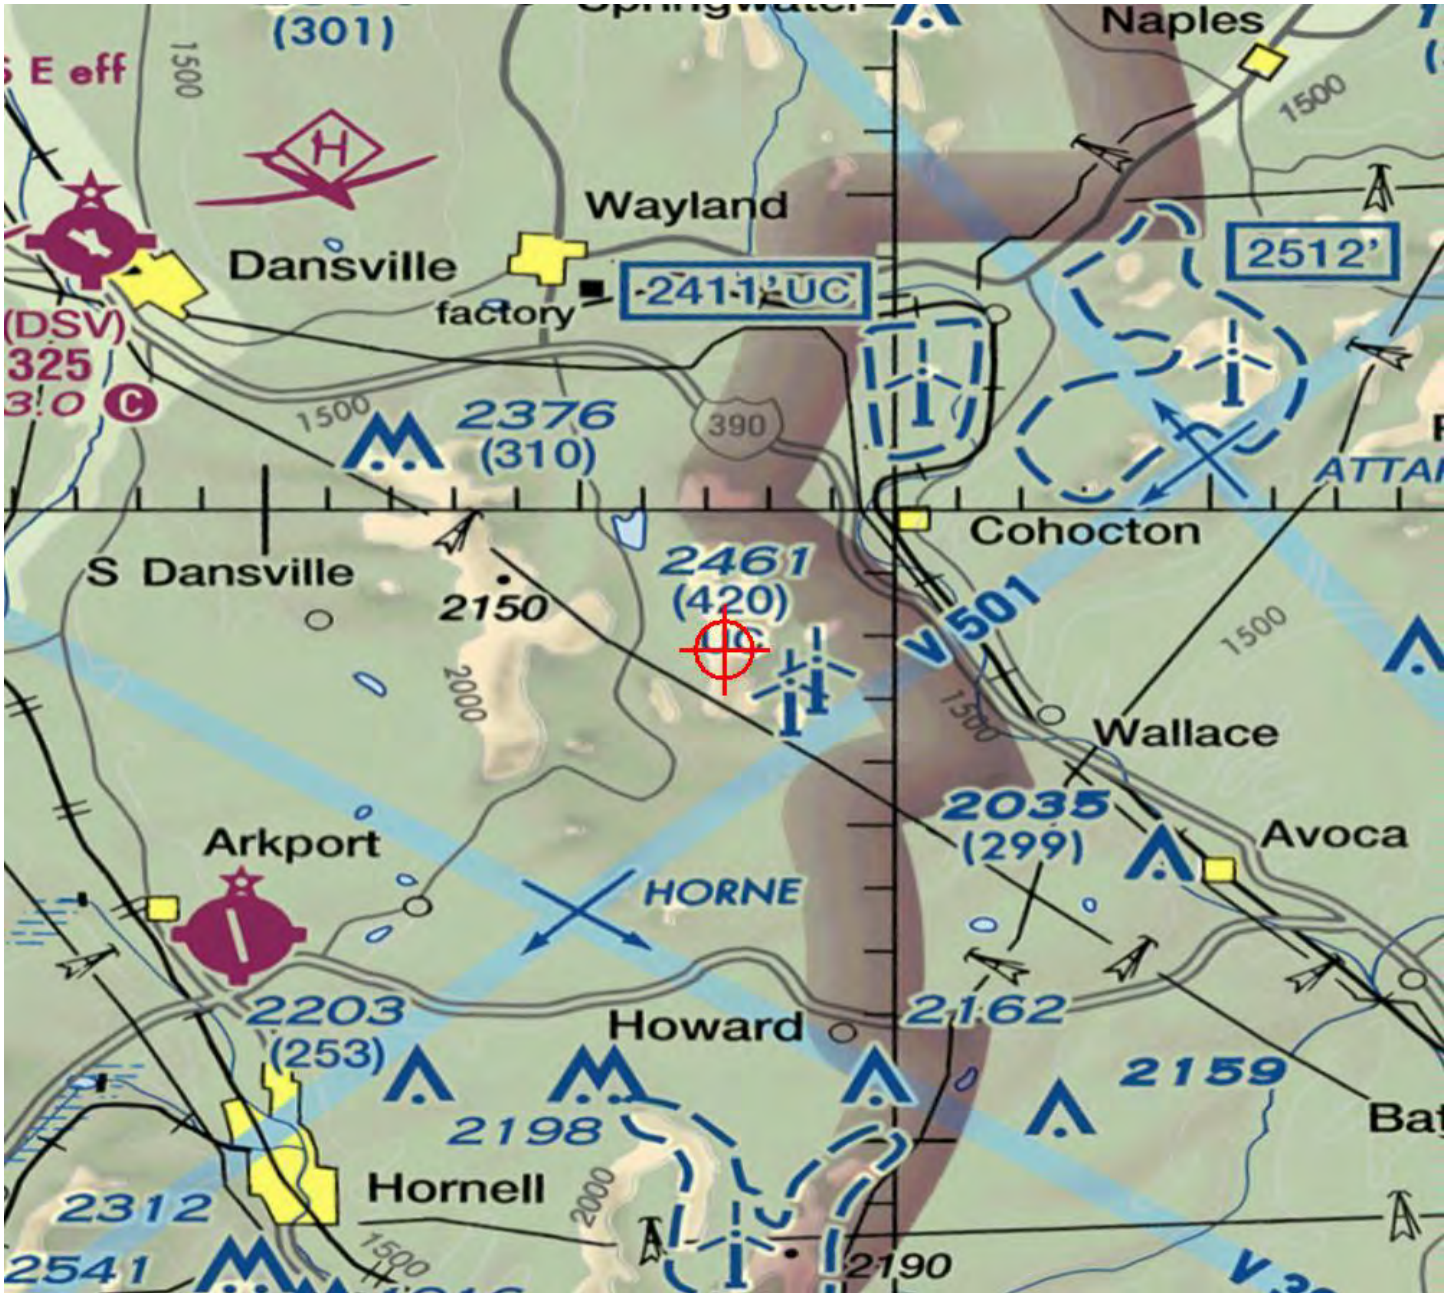 Springwater
(301)
Naples
E eff
1500
1500
H
Wayland
Dansville
2512'
2411' UC
factory
(DSV)
325
C
1500
2376
(310)
390
ATTA
Cohocton
2461
(420)
UC
S Dansville
2150
V 501
1500
2000
1500
Wallace
2035
(299)
Avoca
Arkport
HORNE
2203
(253)
Howard
2162
2159
2198
Hornell
2000
2312
1500
2541
2190